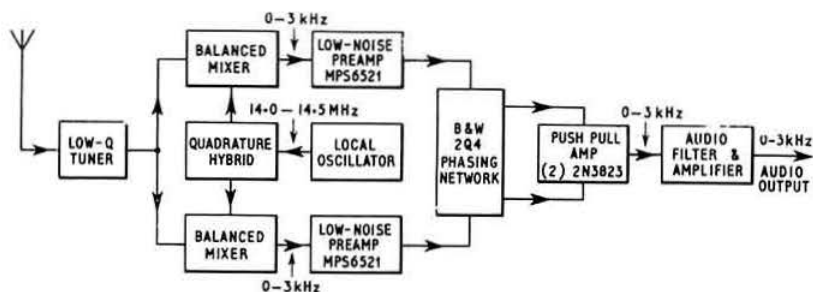 0–3 kHz
BALANCED
MIXER
LOW-NOISE
PREAMP
MPS6521
14·0 – 14·5 MHz
LOW-Q
TUNER
QUADRATURE
HYBRID
LOCAL
OSCILLATOR
B&W
2Q4
PHASING
NETWORK
PUSH PULL
AMP
(2) 2N3823
0–3 kHz
AUDIO
FILTER &
AMPLIFIER
0–3kHz
AUDIO
OUTPUT
BALANCED
MIXER
LOW-NOISE
PREAMP
MPS6521
0–3kHz